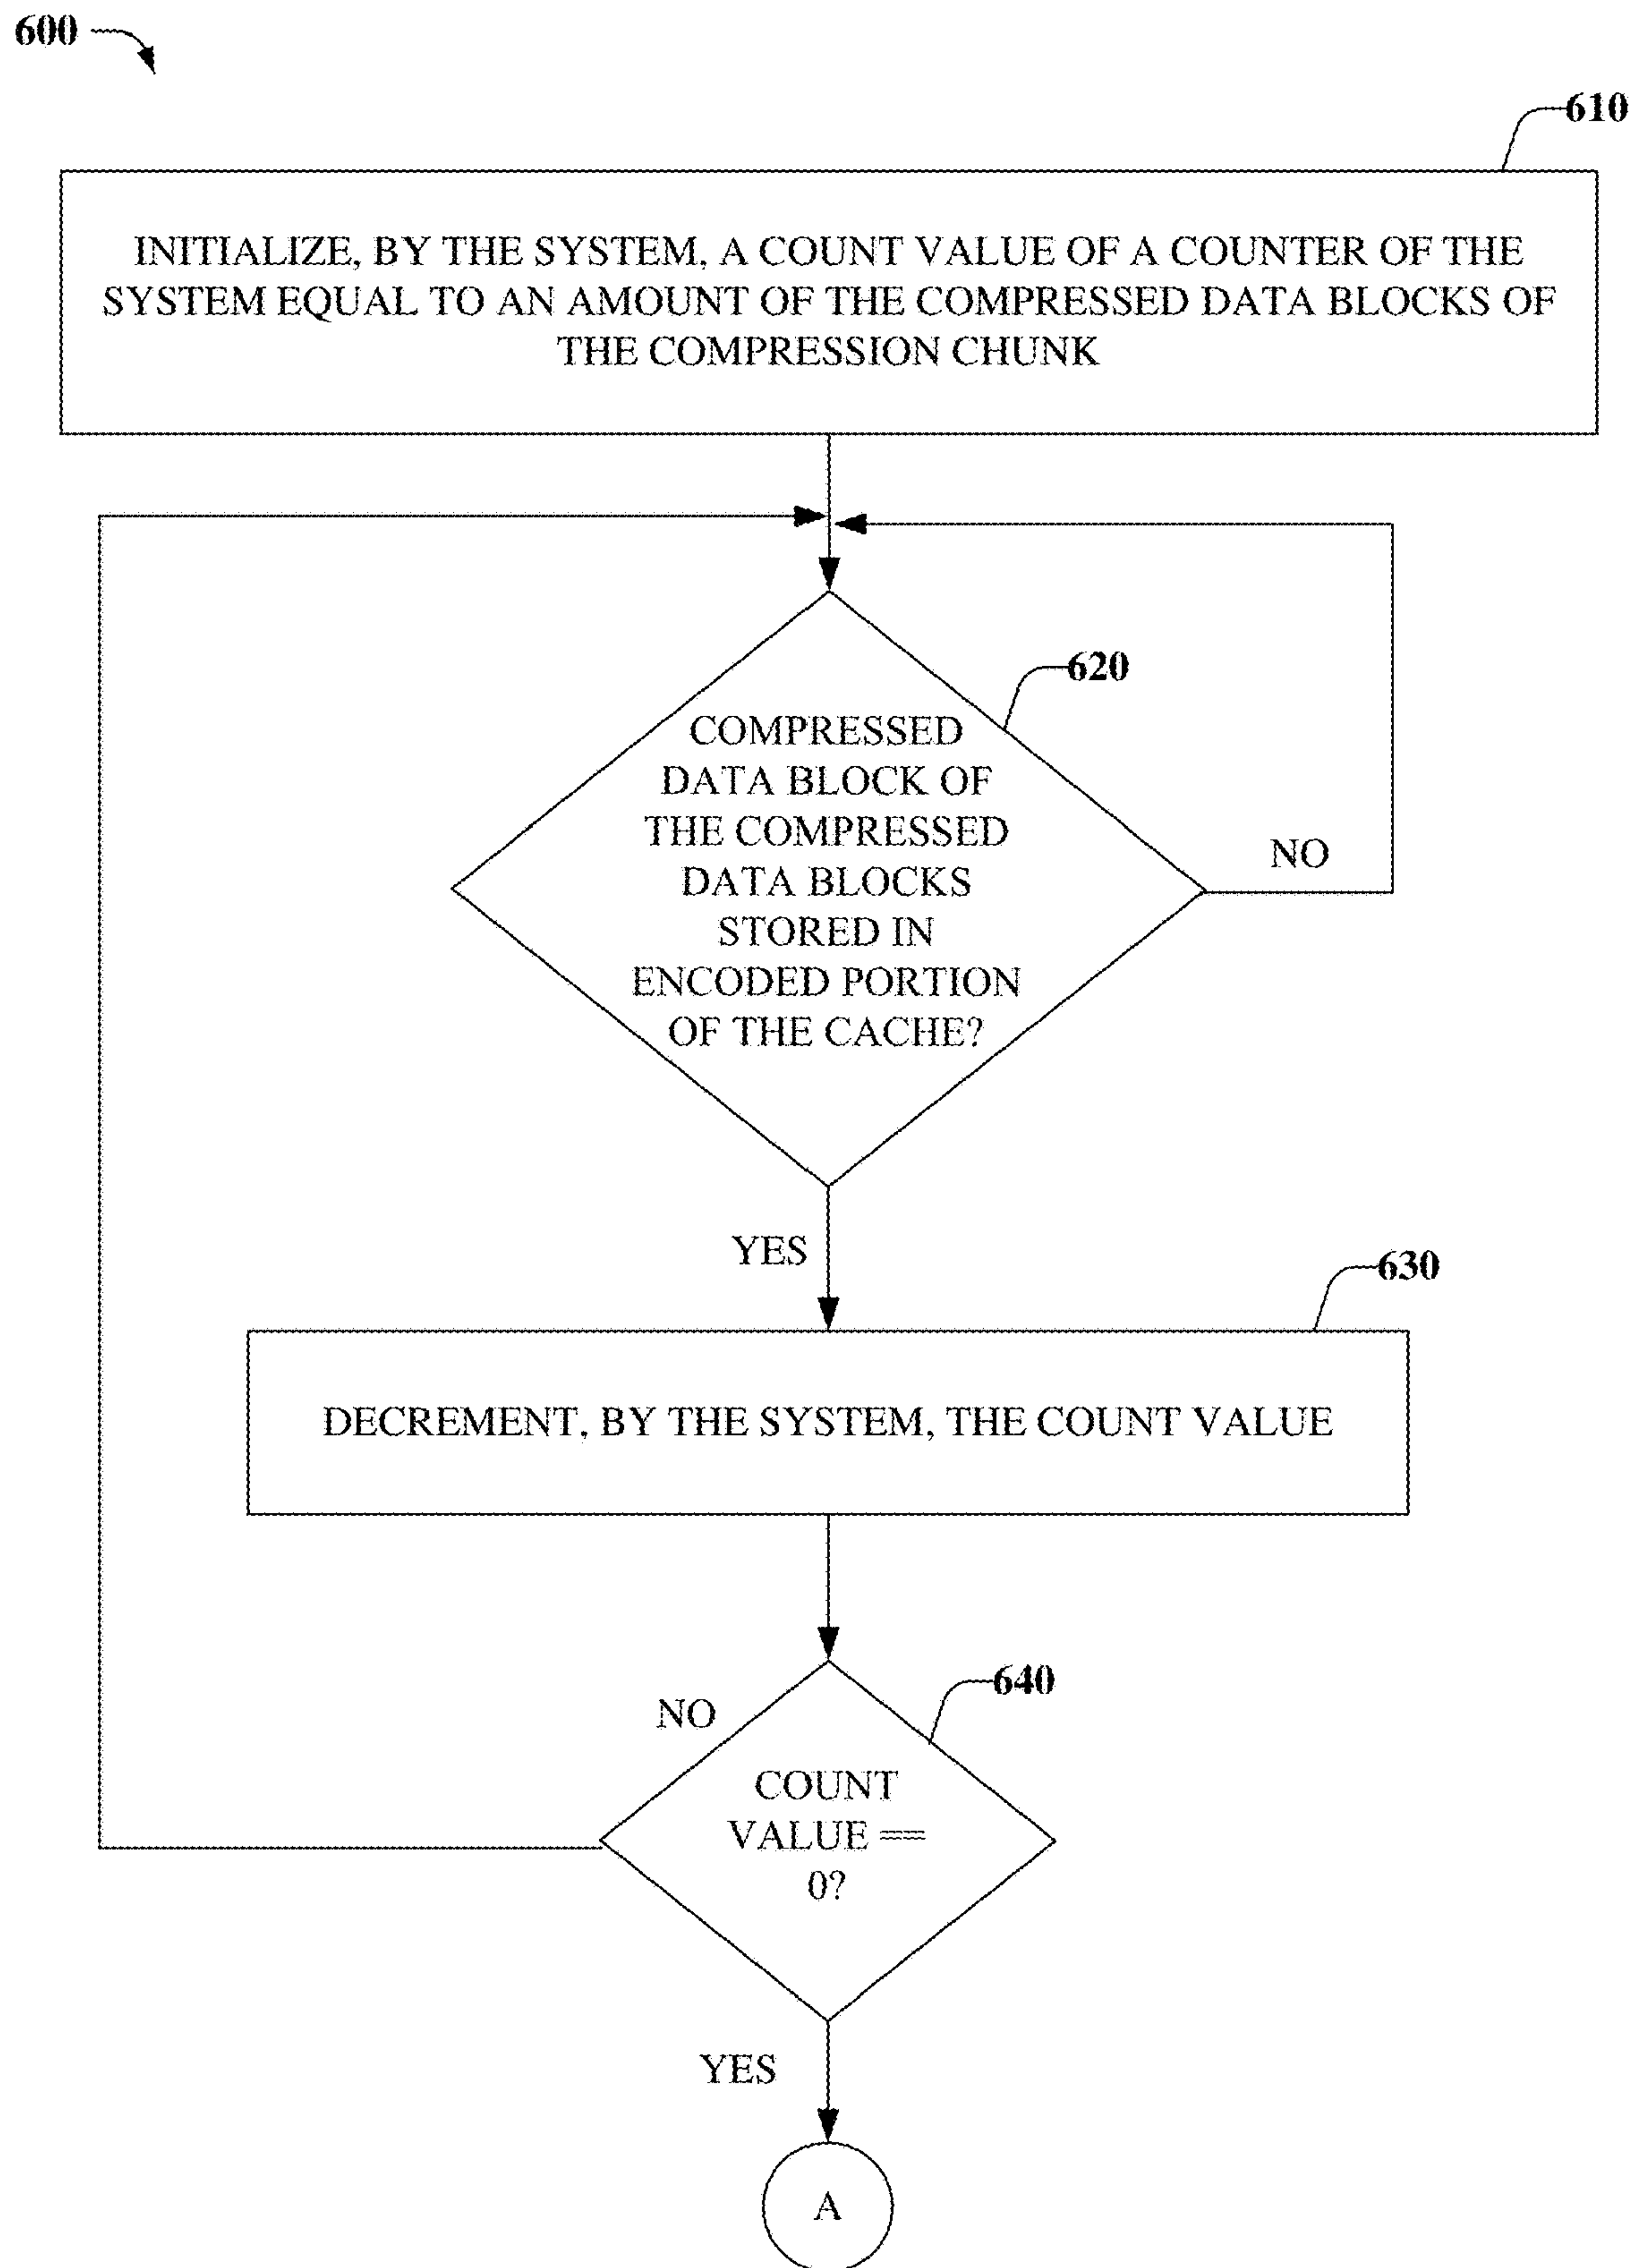 600
610
INITIALIZE, BY THE SYSTEM, A COUNT VALUE OF A COUNTER OF THE
SYSTEM EQUAL TO AN AMOUNT OF THE COMPRESSED DATA BLOCKS OF
THE COMPRESSION CHUNK
620
COMPRESSED
DATA BLOCK OF
THE COMPRESSED
DATA BLOCKS
STORED IN
ENCODED PORTION
OF THE CACHE?
NO
YES
630
DECREMENT, BY THE SYSTEM, THE COUNT VALUE
640
NO
COUNT
VALUE ==
0?
YES
A